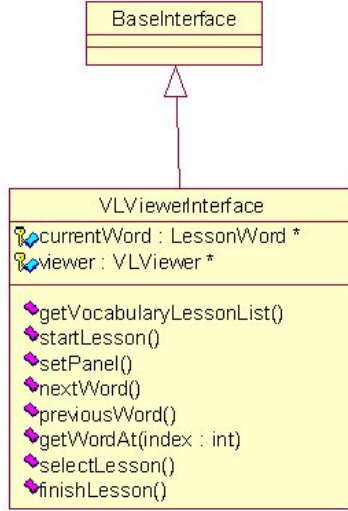 BaseInterface
VLViewerInterface
currentWord : LessonWord *
viewer : VLViewer *
getVocabularyLessonList()
startLesson()
setPanel()
nextWord()
previousWord()
getWordAt(index : int)
selectLesson()
finishLesson()